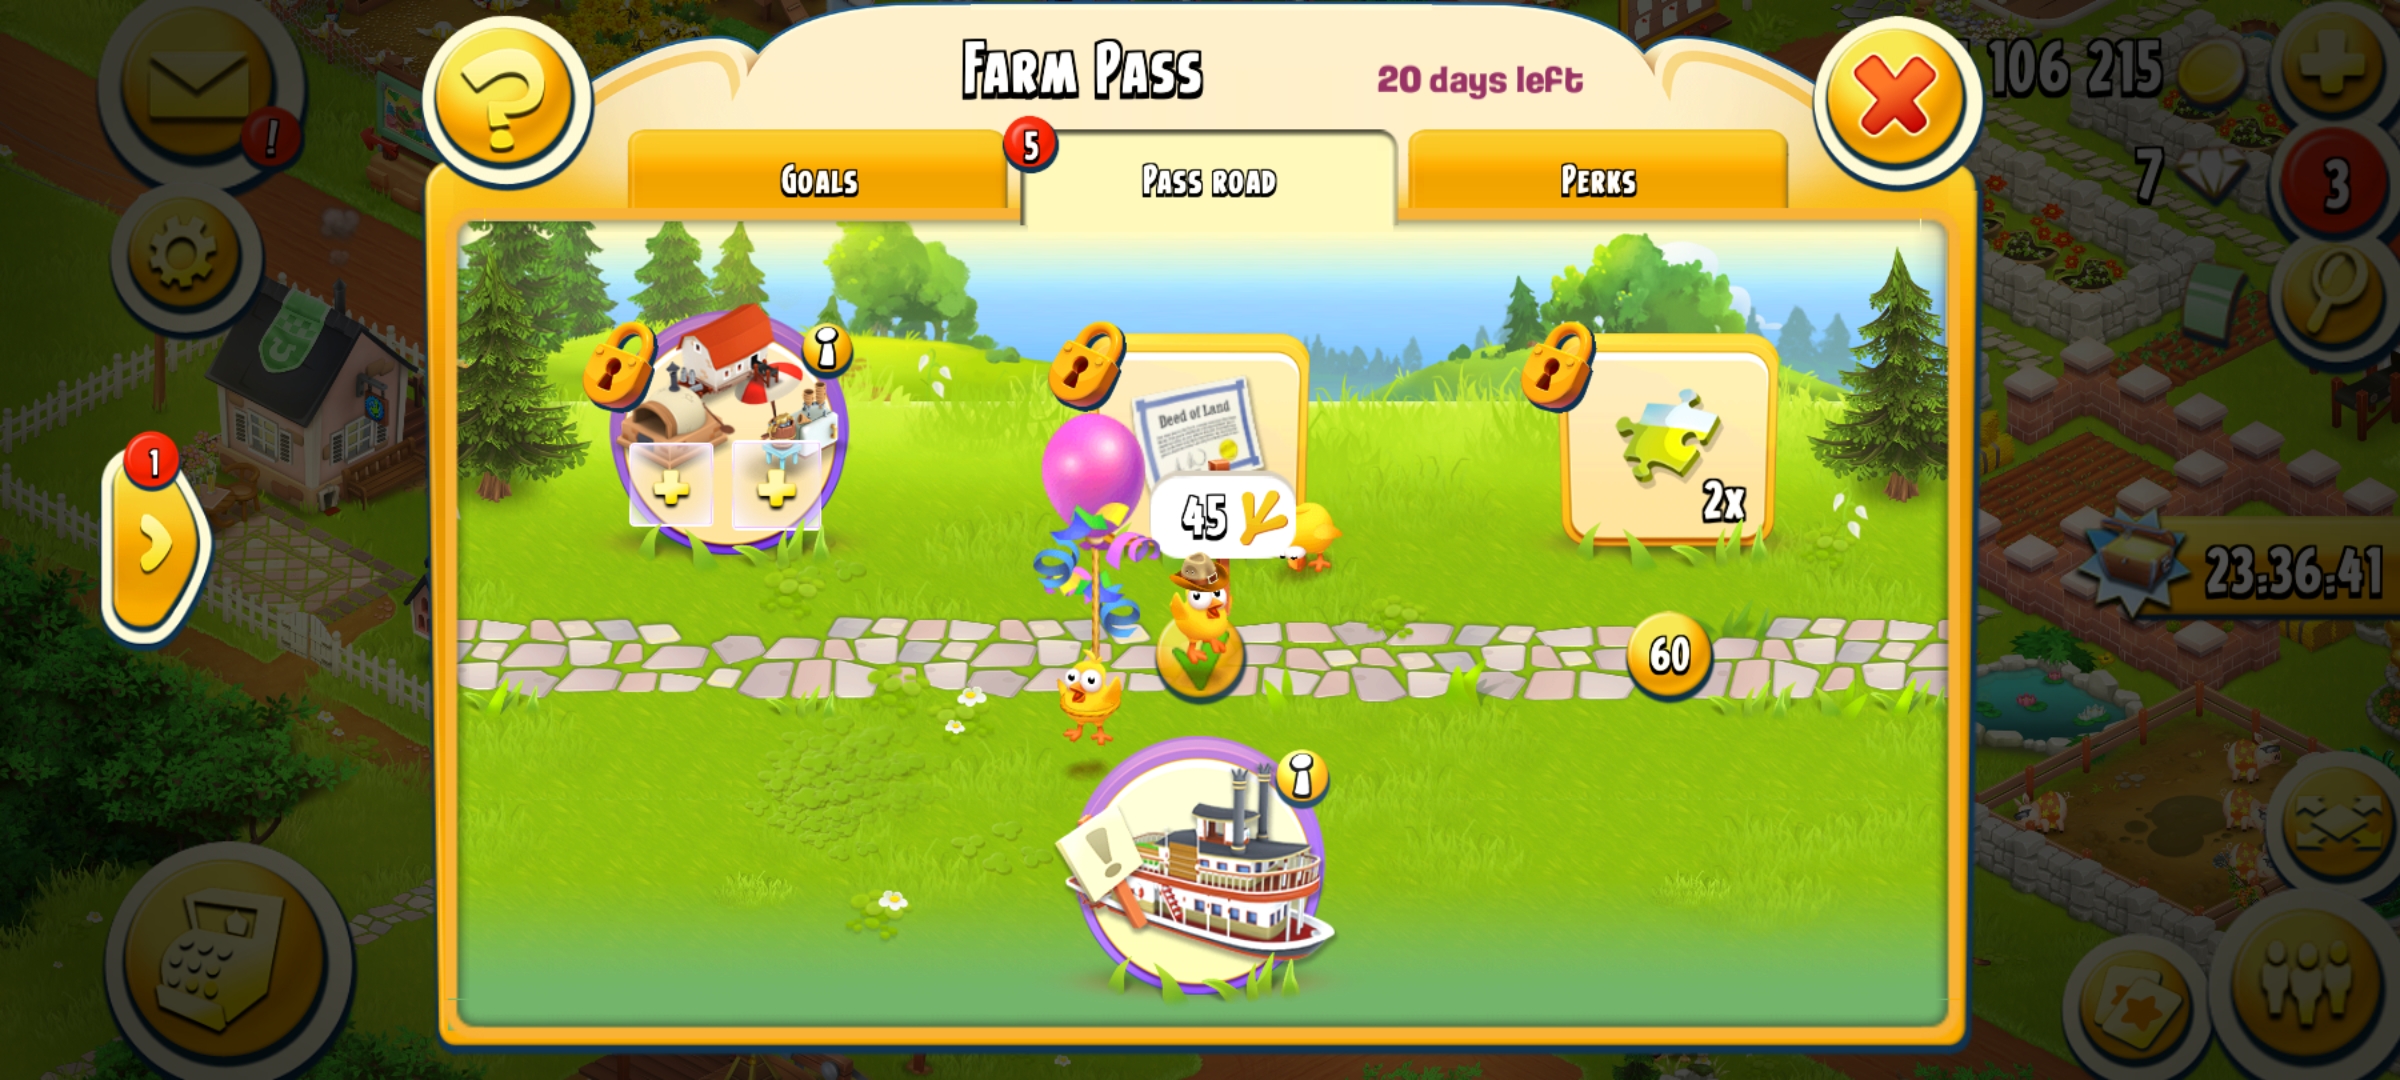 FARM PASS
20 days left
106 215
GOALS
5
PASS ROAD
PERKS
7
3
!
Deed of Land
1
2x
45
23:36:41
60
!